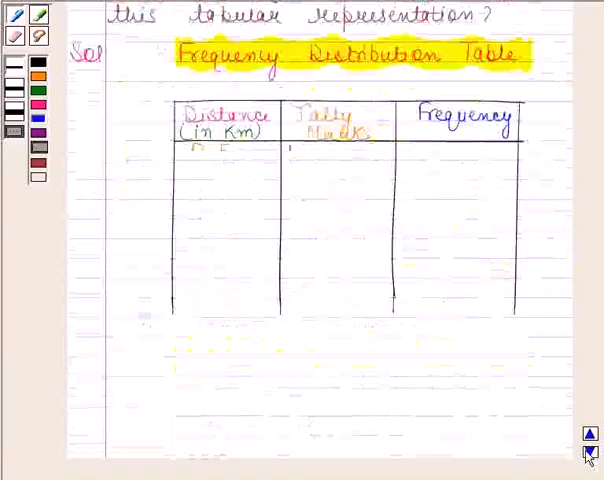 this tabular representation?
Sol Frequency Distribution Table
Distance Tally Frequency
(in Km) Marks